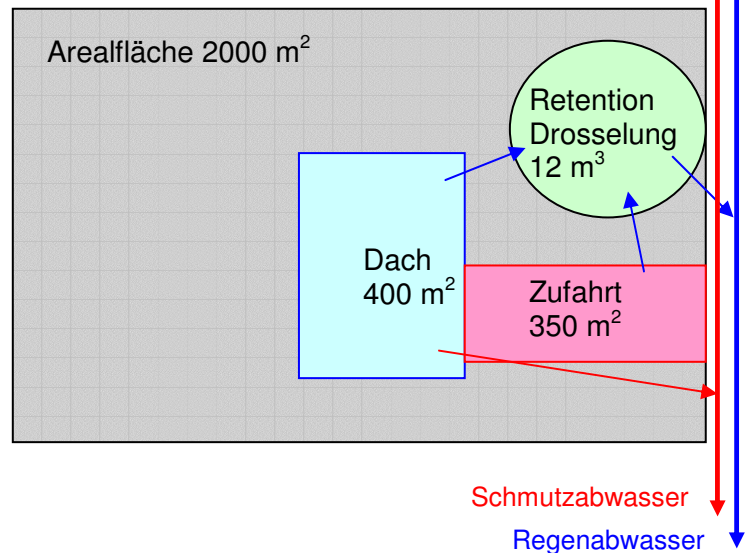 Arealfläche 2000 m²
Retention
Drosselung
12 m³
Dach
400 m²
Zufahrt
350 m²
Schmutzabwasser
Regenabwasser